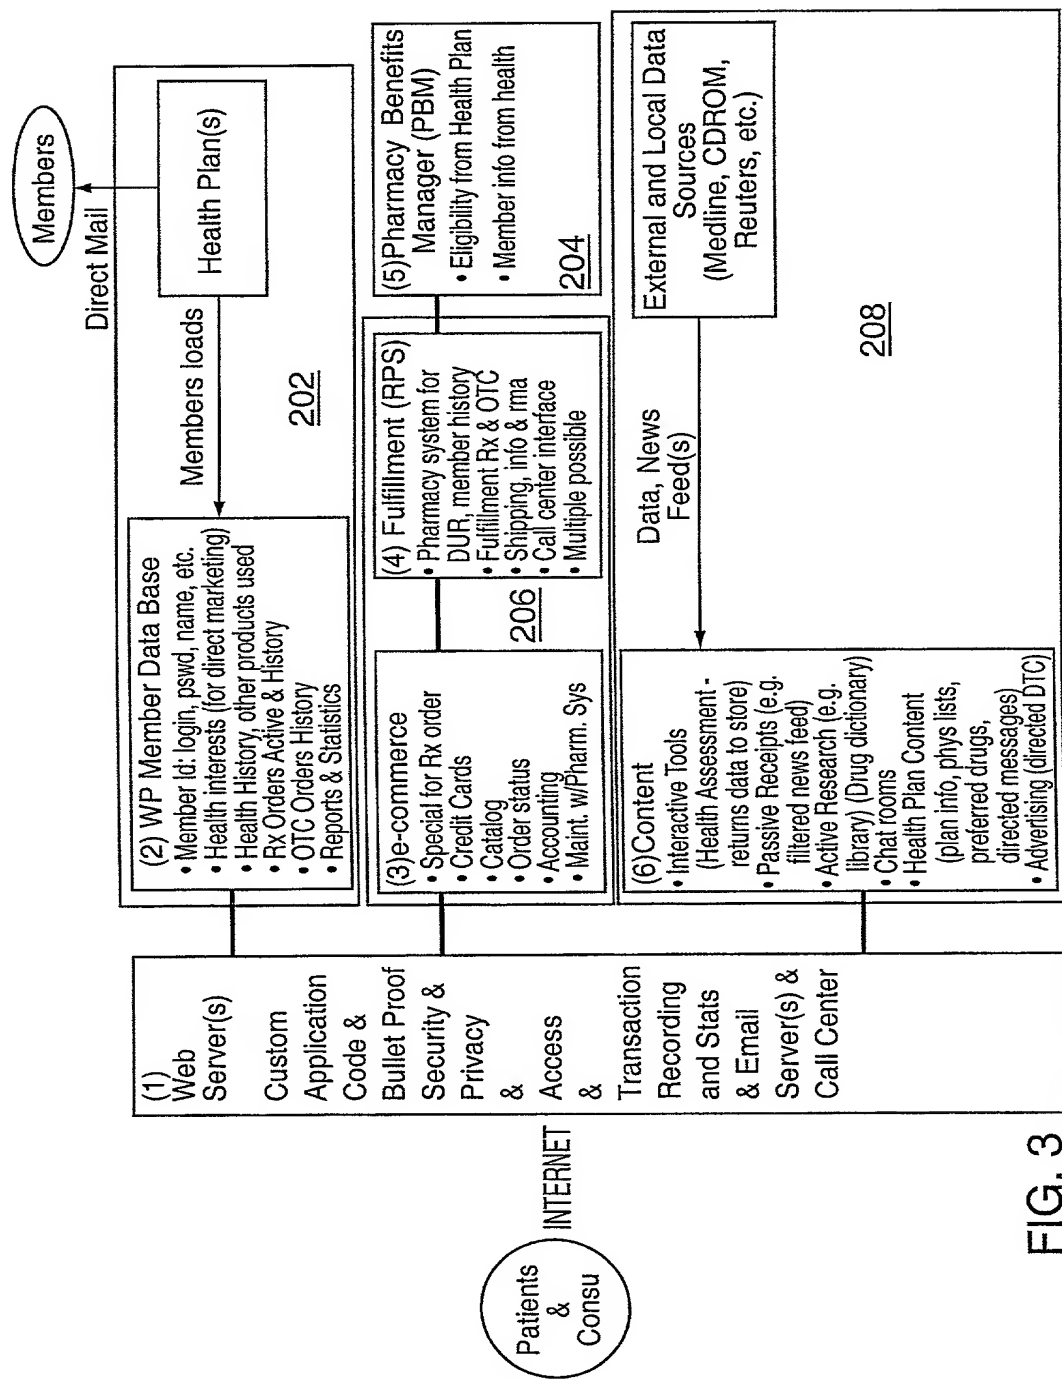 Patients
&
Consu
INTERNET
(1)
Web
Server(s)
Custom
Application
Code &
Bullet Proof
Security &
Privacy
&
Access
&
Transaction
Recording
and Stats
& Email
Server(s) &
Call Center
(2) WP Member Data Base
• Member Id: login, pswd, name, etc.
• Health interests (for direct marketing)
• Health History, other products used
• Rx Orders Active & History
• OTC Orders History
• Reports & Statistics
Members loads
202
Health Plan(s)
Direct Mail
Members
(3)e-commerce
• Special for Rx order
• Credit Cards
• Catalog
• Order status
• Accounting
• Maint. w/Pharm. Sys
206
(4) Fulfillment (RPS)
• Pharmacy system for
DUR, member history
• Fulfillment Rx & OTC
• Shipping, info & rma
• Call center interface
• Multiple possible
(5)Pharmacy Benefits
Manager (PBM)
• Eligibility from Health Plan
• Member info from health
204
(6)Content
• Interactive Tools
(Health Assessment -
returns data to store)
• Passive Receipts (e.g.
filtered news feed)
• Active Research (e.g.
library) (Drug dictionary)
• Chat rooms
• Health Plan Content
(plan info, phys lists,
preferred drugs,
directed messages)
• Advertising (directed DTC)
Data, News
Feed(s)
External and Local Data
Sources
(Medline, CDROM,
Reuters, etc.)
208
FIG. 3